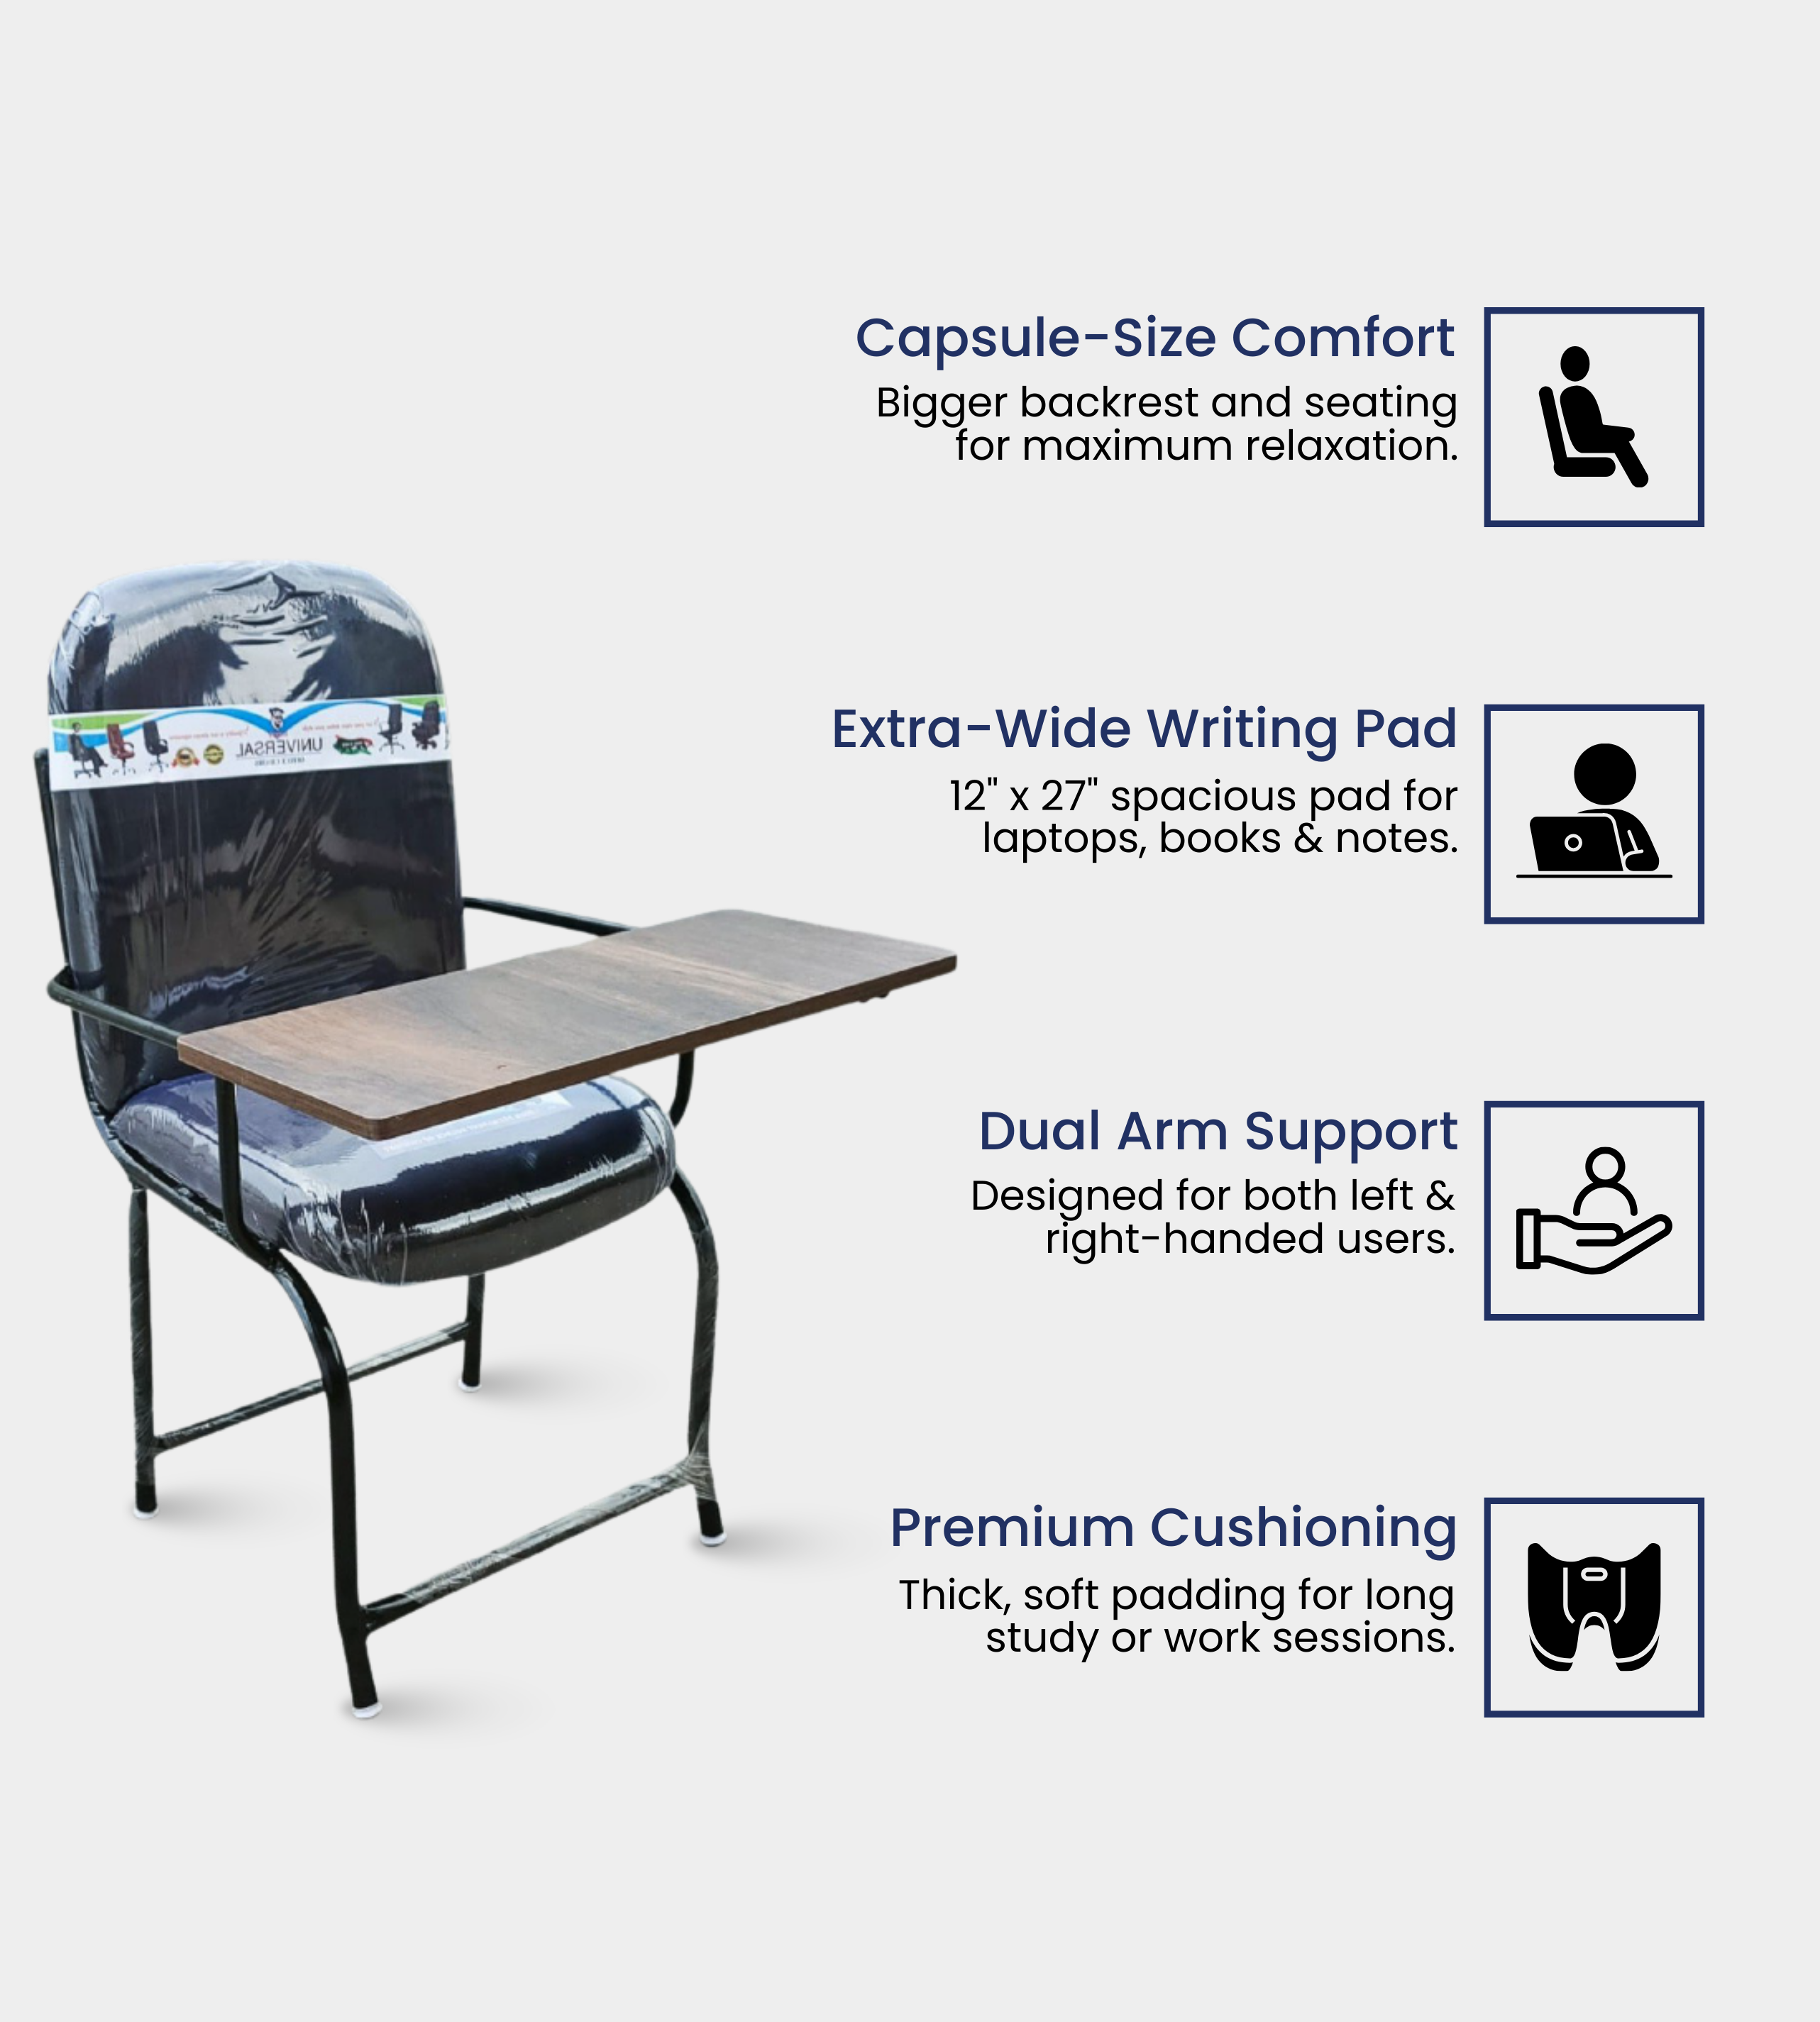 Capsule-Size Comfort
Bigger backrest and seating
for maximum relaxation.
Extra-Wide Writing Pad
12" x 27" spacious pad for
laptops, books & notes.
UNIVERSAL
Dual Arm Support
Designed for both left &
right-handed users.
Premium Cushioning
Thick, soft padding for long
study or work sessions.